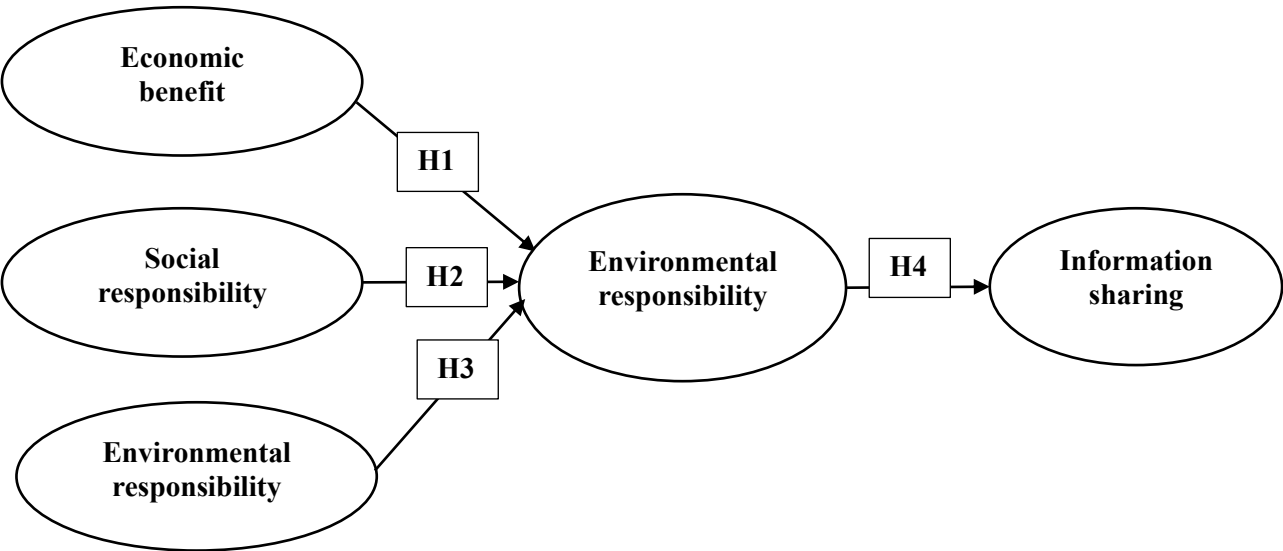 Economic
benefit
H1
Social
responsibility
H2
Environmental
responsibility
H4
Information
sharing
H3
Environmental
responsibility